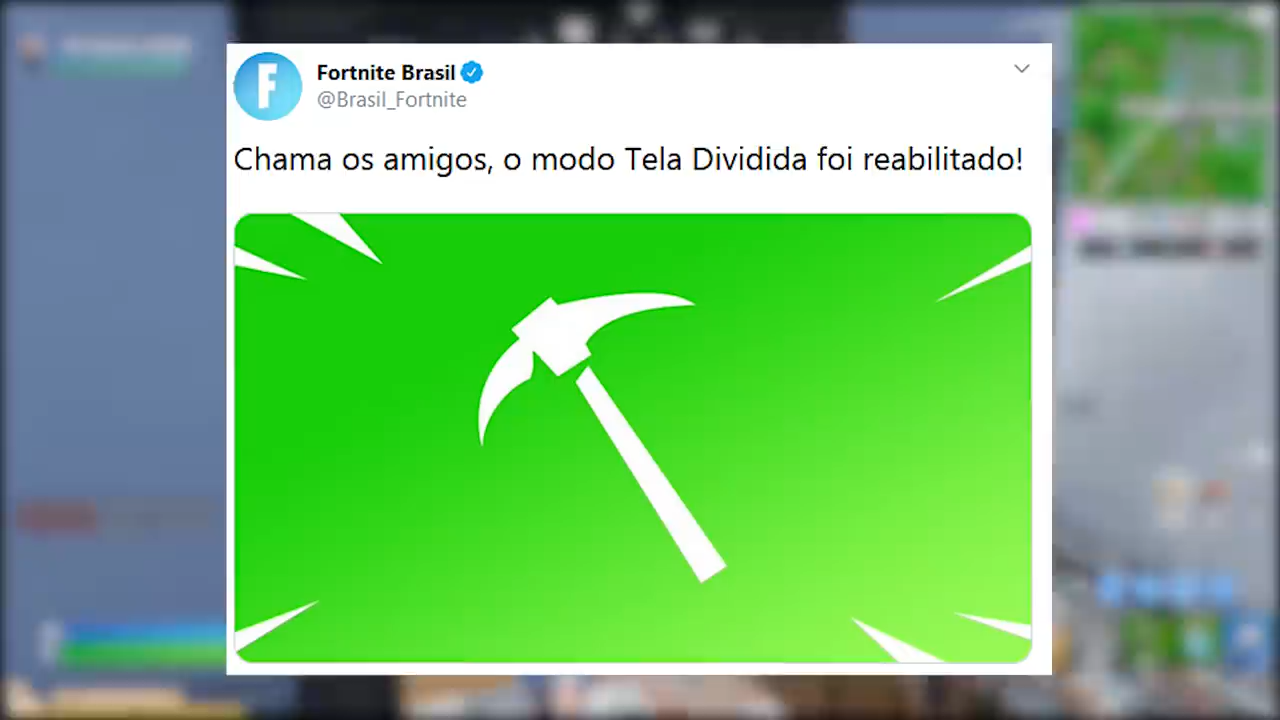 F
Fortnite Brasil
@Brasil_Fortnite
Chama os amigos, o modo Tela Dividida foi reabilitado!